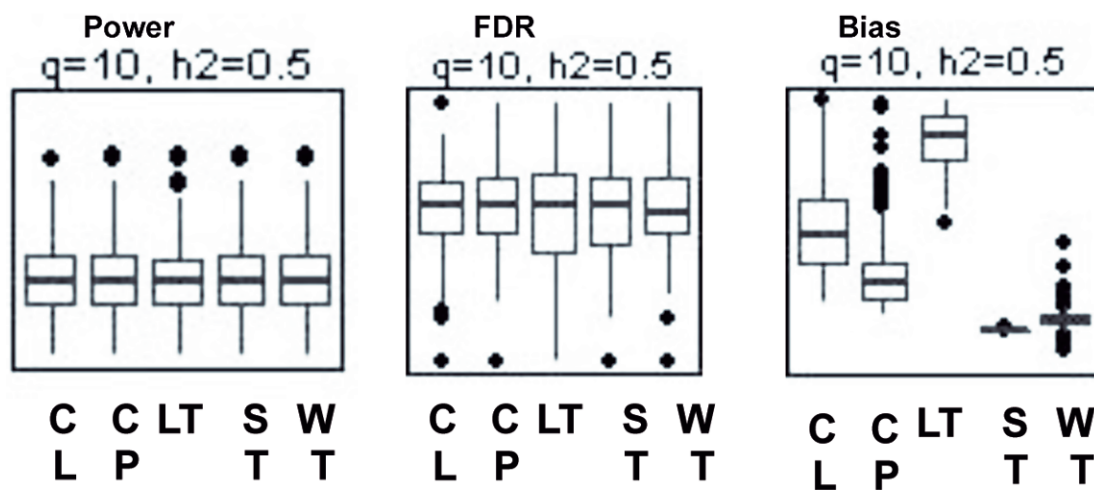 Power
FDR
Bias
q=10, h2=0.5
q=10, h2=0.5
q=10, h2=0.5
C C LT S W
L P T T
C C LT S W
L P T T
C C LT S W
L P T T